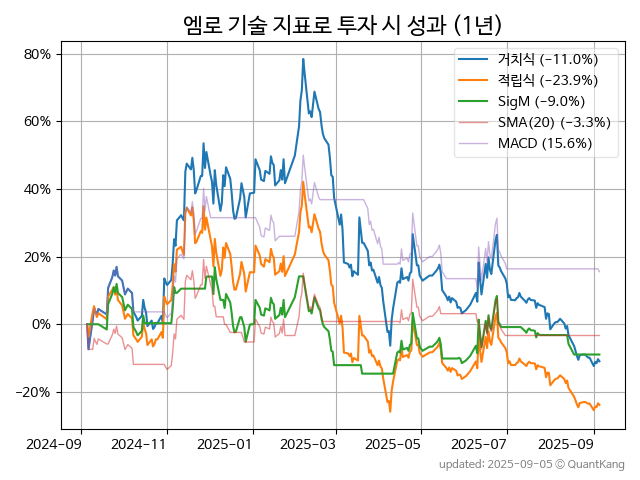 엠로 기술 지표로 투자 시 성과 (1년)
80%
60%
40%
20%
0%
−20%
거치식 (−11.0%)
적립식 (−23.9%)
SigM (−9.0%)
SMA(20) (−3.3%)
MACD (15.6%)
2024-09
2024-11
2025-01
2025-03
2025-05
2025-07
2025-09
updated: 2025-09-05 ⓒ QuantKang